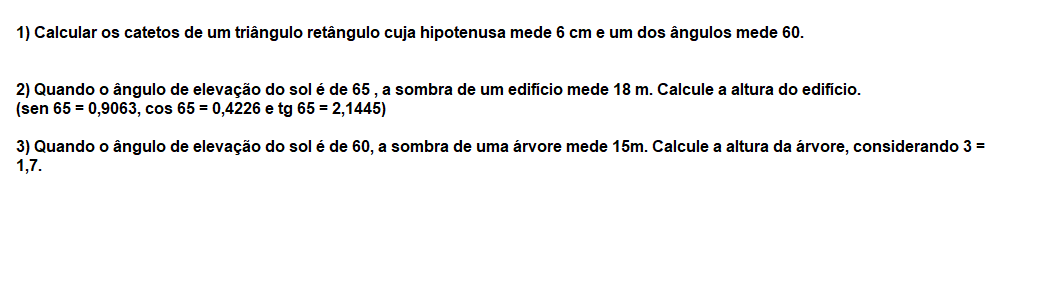 1) Calcular os catetos de um triângulo retângulo cuja hipotenusa mede 6 cm e um dos ângulos mede 60.
2) Quando o ângulo de elevação do sol é de 65 , a sombra de um edifício mede 18 m. Calcule a altura do edifício.
(sen 65 = 0,9063, cos 65 = 0,4226 e tg 65 = 2,1445)
3) Quando o ângulo de elevação do sol é de 60, a sombra de uma árvore mede 15m. Calcule a altura da árvore, considerando 3 =
1,7.